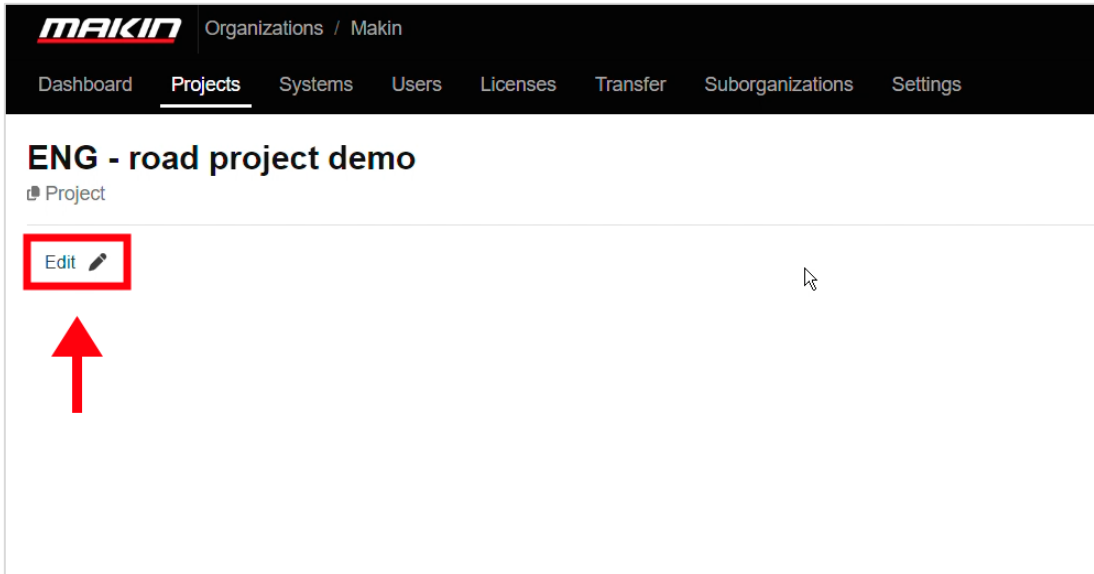 MAKIN Organizations / Makin
Dashboard Projects Systems Users Licenses Transfer Suborganizations Settings
ENG - road project demo
Project
Edit